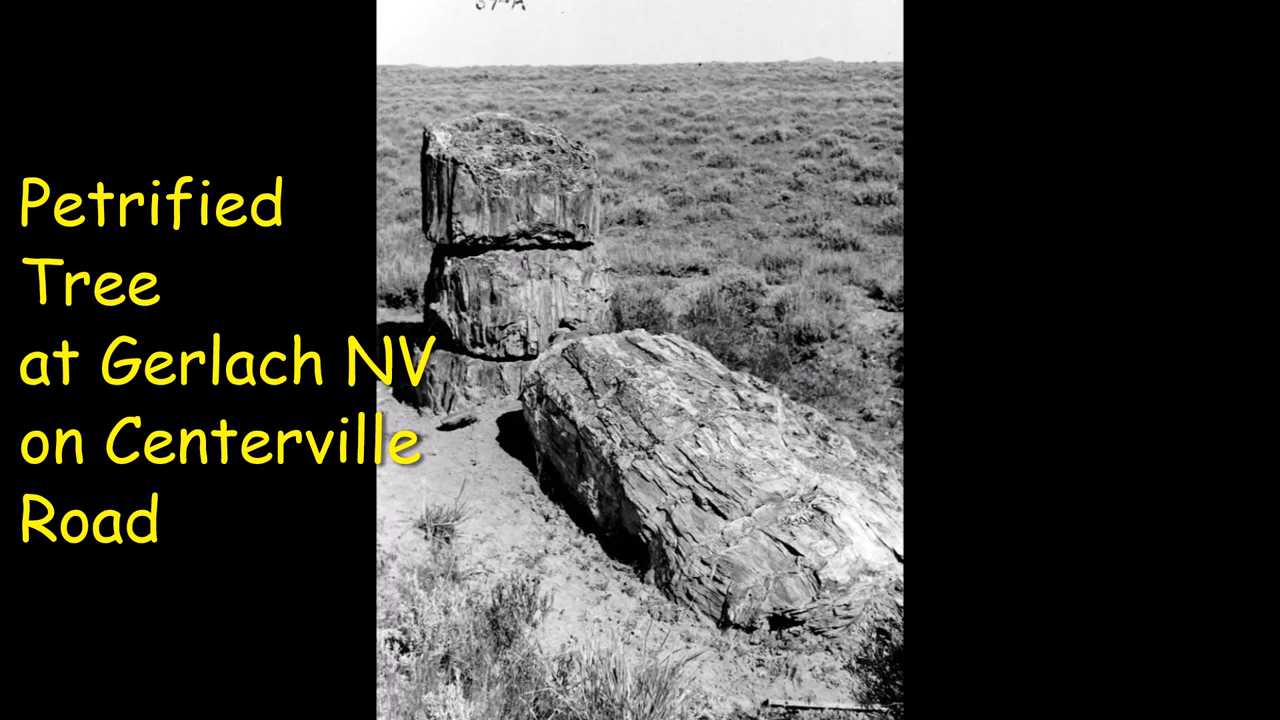 Petrified
Tree
at Gerlach NV
on Centerville
Road